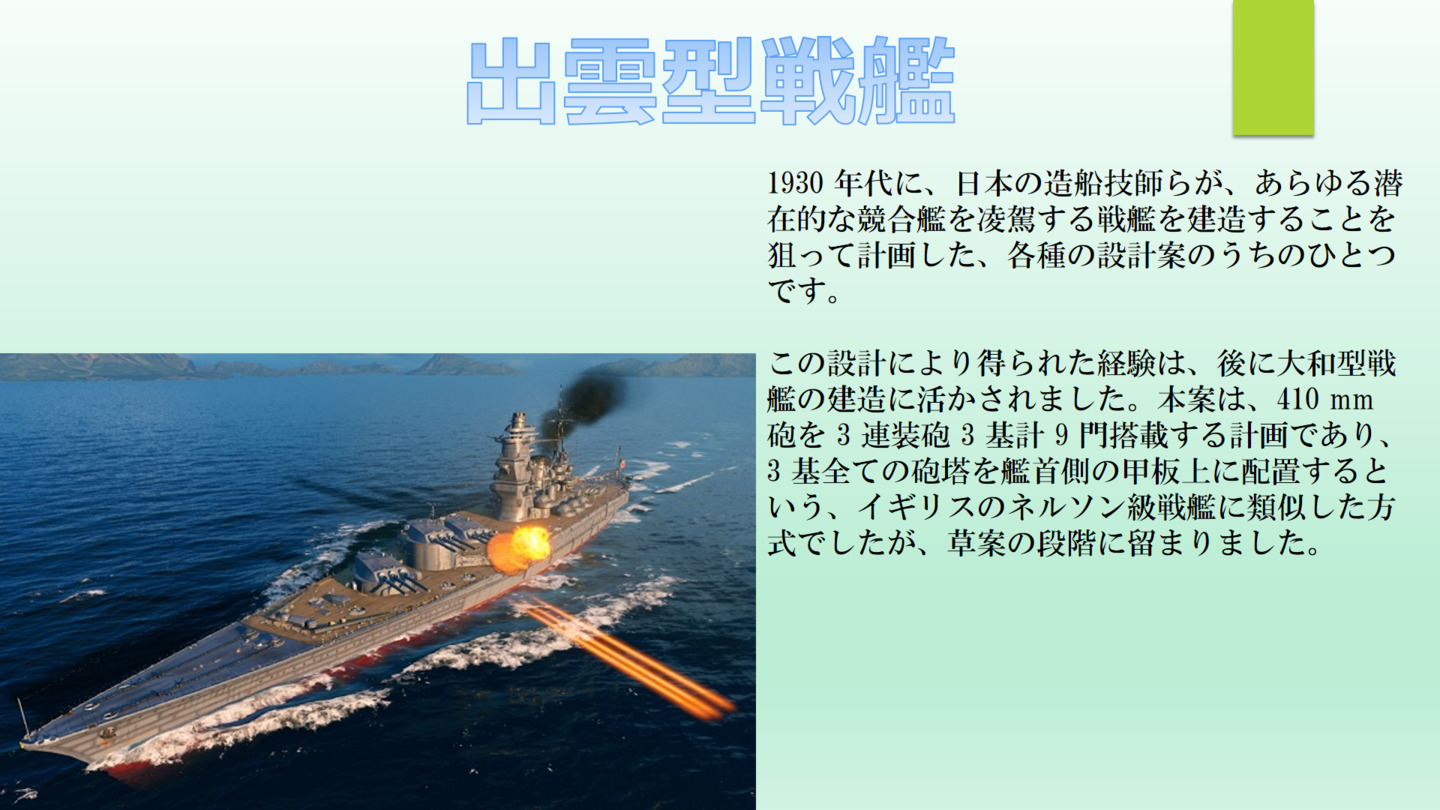 出雲型戦艦
1930 年代に、日本の造船技師らが、あらゆる潜
在的な競合艦を凌駕する戦艦を建造することを
狙って計画した、各種の設計案のうちのひとつ
です。
この設計により得られた経験は、後に大和型戦
艦の建造に活かされました。本案は、410 mm
砲を 3 連装砲 3 基計 9 門搭載する計画であり、
3 基全ての砲塔を艦首側の甲板上に配置すると
いう、イギリスのネルソン級戦艦に類似した方
式でしたが、草案の段階に留まりました。